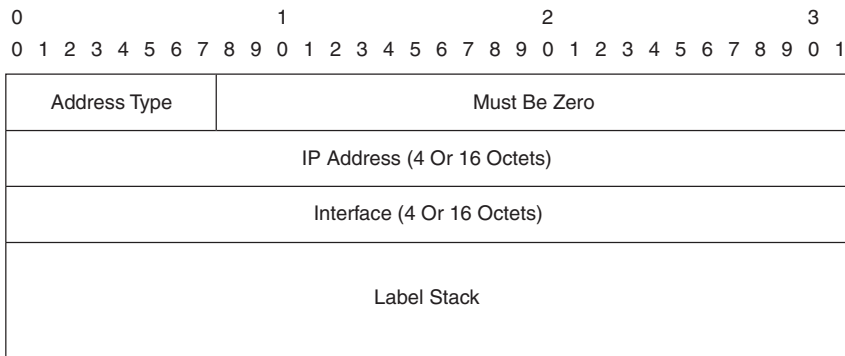 0 1 2 3
0 1 2 3 4 5 6 7 8 9 0 1 2 3 4 5 6 7 8 9 0 1 2 3 4 5 6 7 8 9 0 1
Address Type Must Be Zero
IP Address (4 Or 16 Octets)
Interface (4 Or 16 Octets)
Label Stack